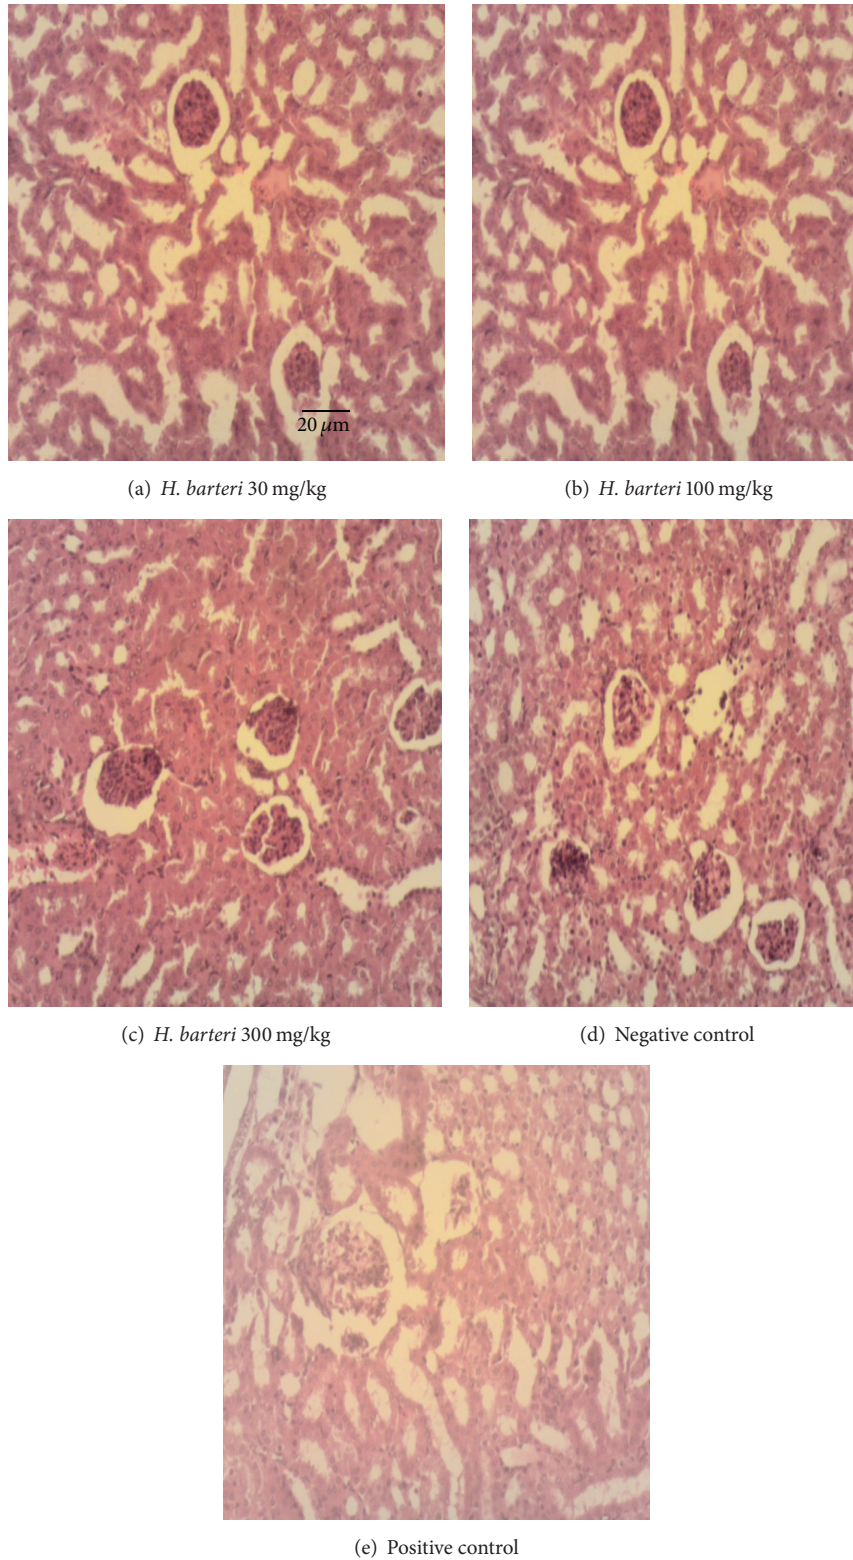 20 μm
(a) H. barteri 30 mg/kg
(b) H. barteri 100 mg/kg
(c) H. barteri 300 mg/kg
(d) Negative control
(e) Positive control